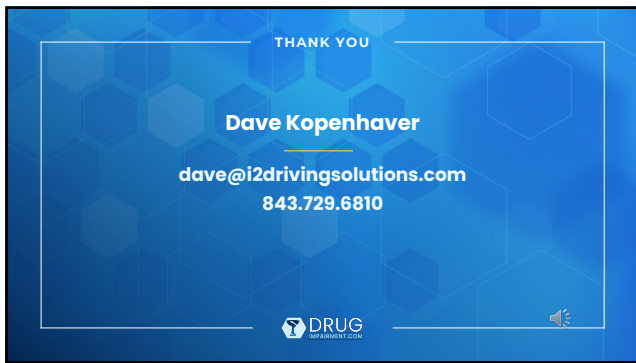 THANK YOU
Dave Kopenhaver
dave@i2drivingsolutions.com
843.729.6810
DRUG
IMPAIRMENT.COM